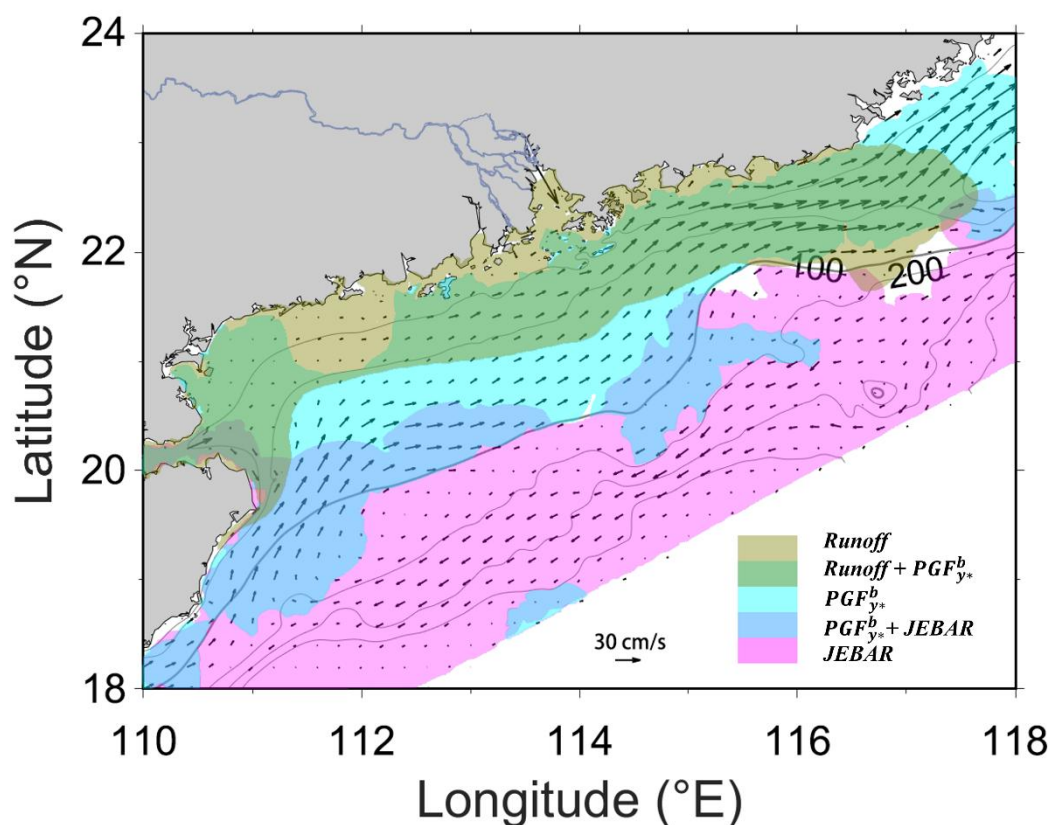 24
22
20
18
Latitude (°N)
100
200
Runoff
Runoff + PGF^b_{y*}
PGF^b_{y*}
PGF^b_{y*} + JEBAR
JEBAR
30 cm/s
110 112 114 116 118
Longitude (°E)